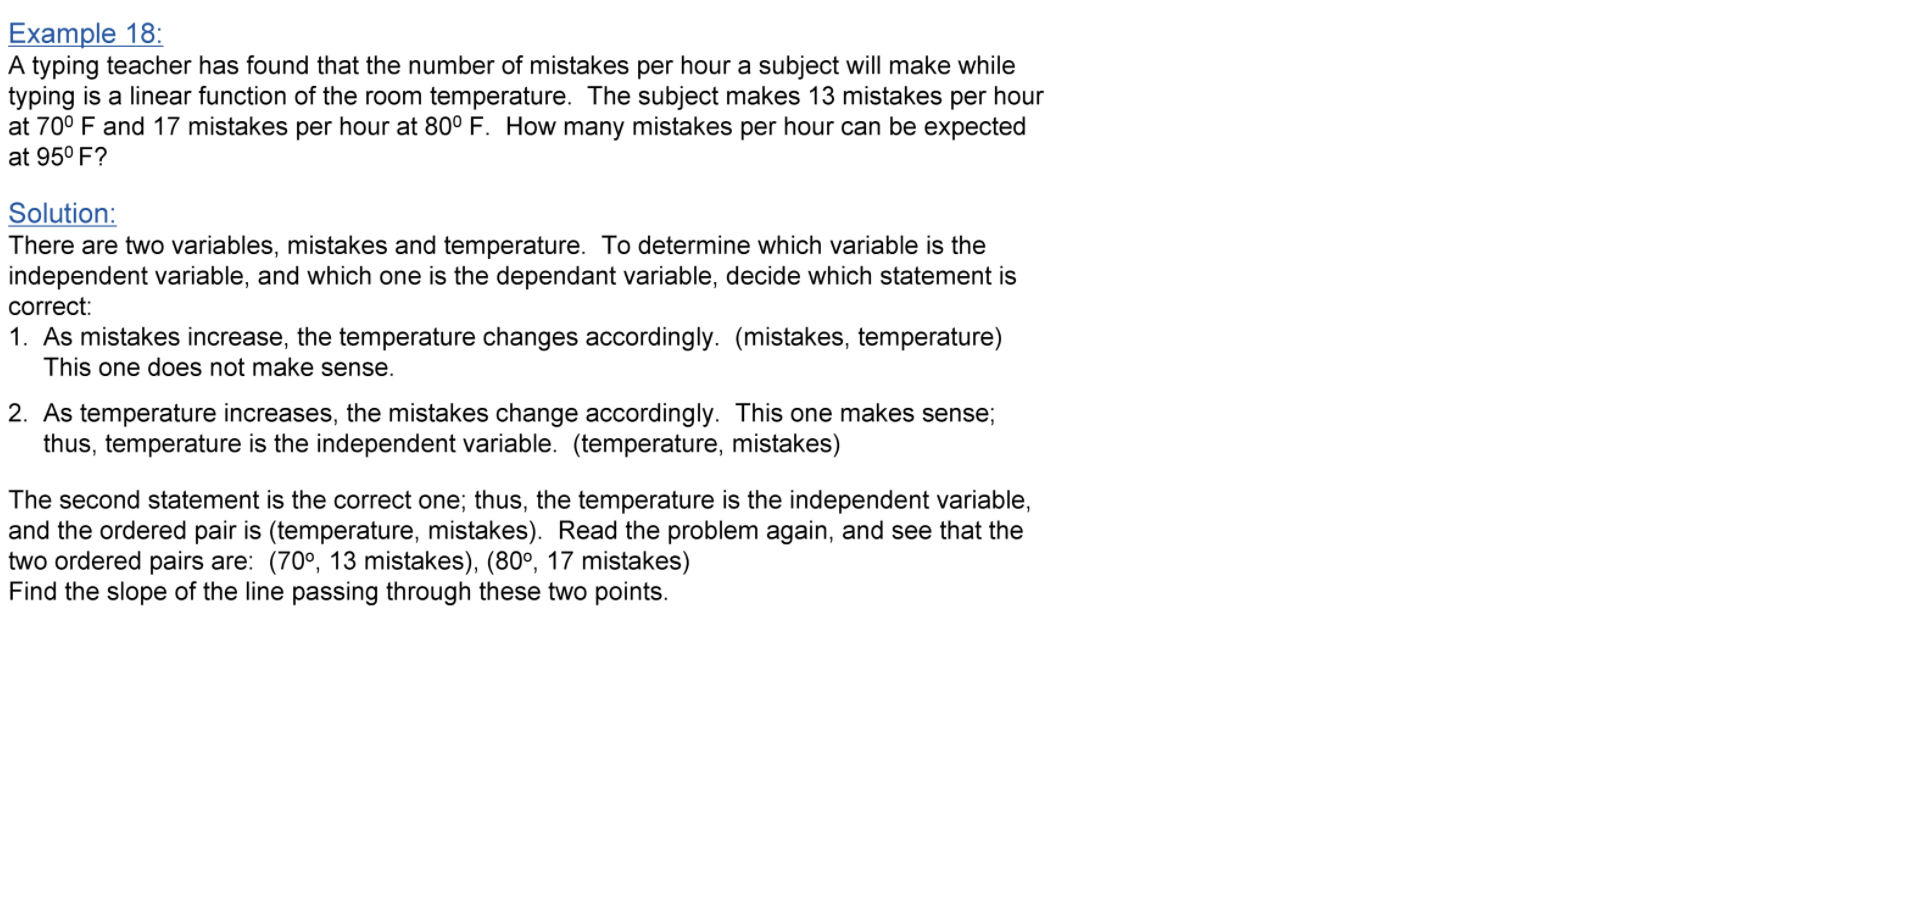 Example 18:
A typing teacher has found that the number of mistakes per hour a subject will make while
typing is a linear function of the room temperature.  The subject makes 13 mistakes per hour
at 70⁰ F and 17 mistakes per hour at 80⁰ F.  How many mistakes per hour can be expected
at 95⁰ F?
Solution:
There are two variables, mistakes and temperature.  To determine which variable is the
independent variable, and which one is the dependant variable, decide which statement is
correct:
1.  As mistakes increase, the temperature changes accordingly.  (mistakes, temperature)
This one does not make sense.
2.  As temperature increases, the mistakes change accordingly.  This one makes sense;
thus, temperature is the independent variable.  (temperature, mistakes)
The second statement is the correct one; thus, the temperature is the independent variable,
and the ordered pair is (temperature, mistakes).  Read the problem again, and see that the
two ordered pairs are:  (70º, 13 mistakes), (80º, 17 mistakes)
Find the slope of the line passing through these two points.